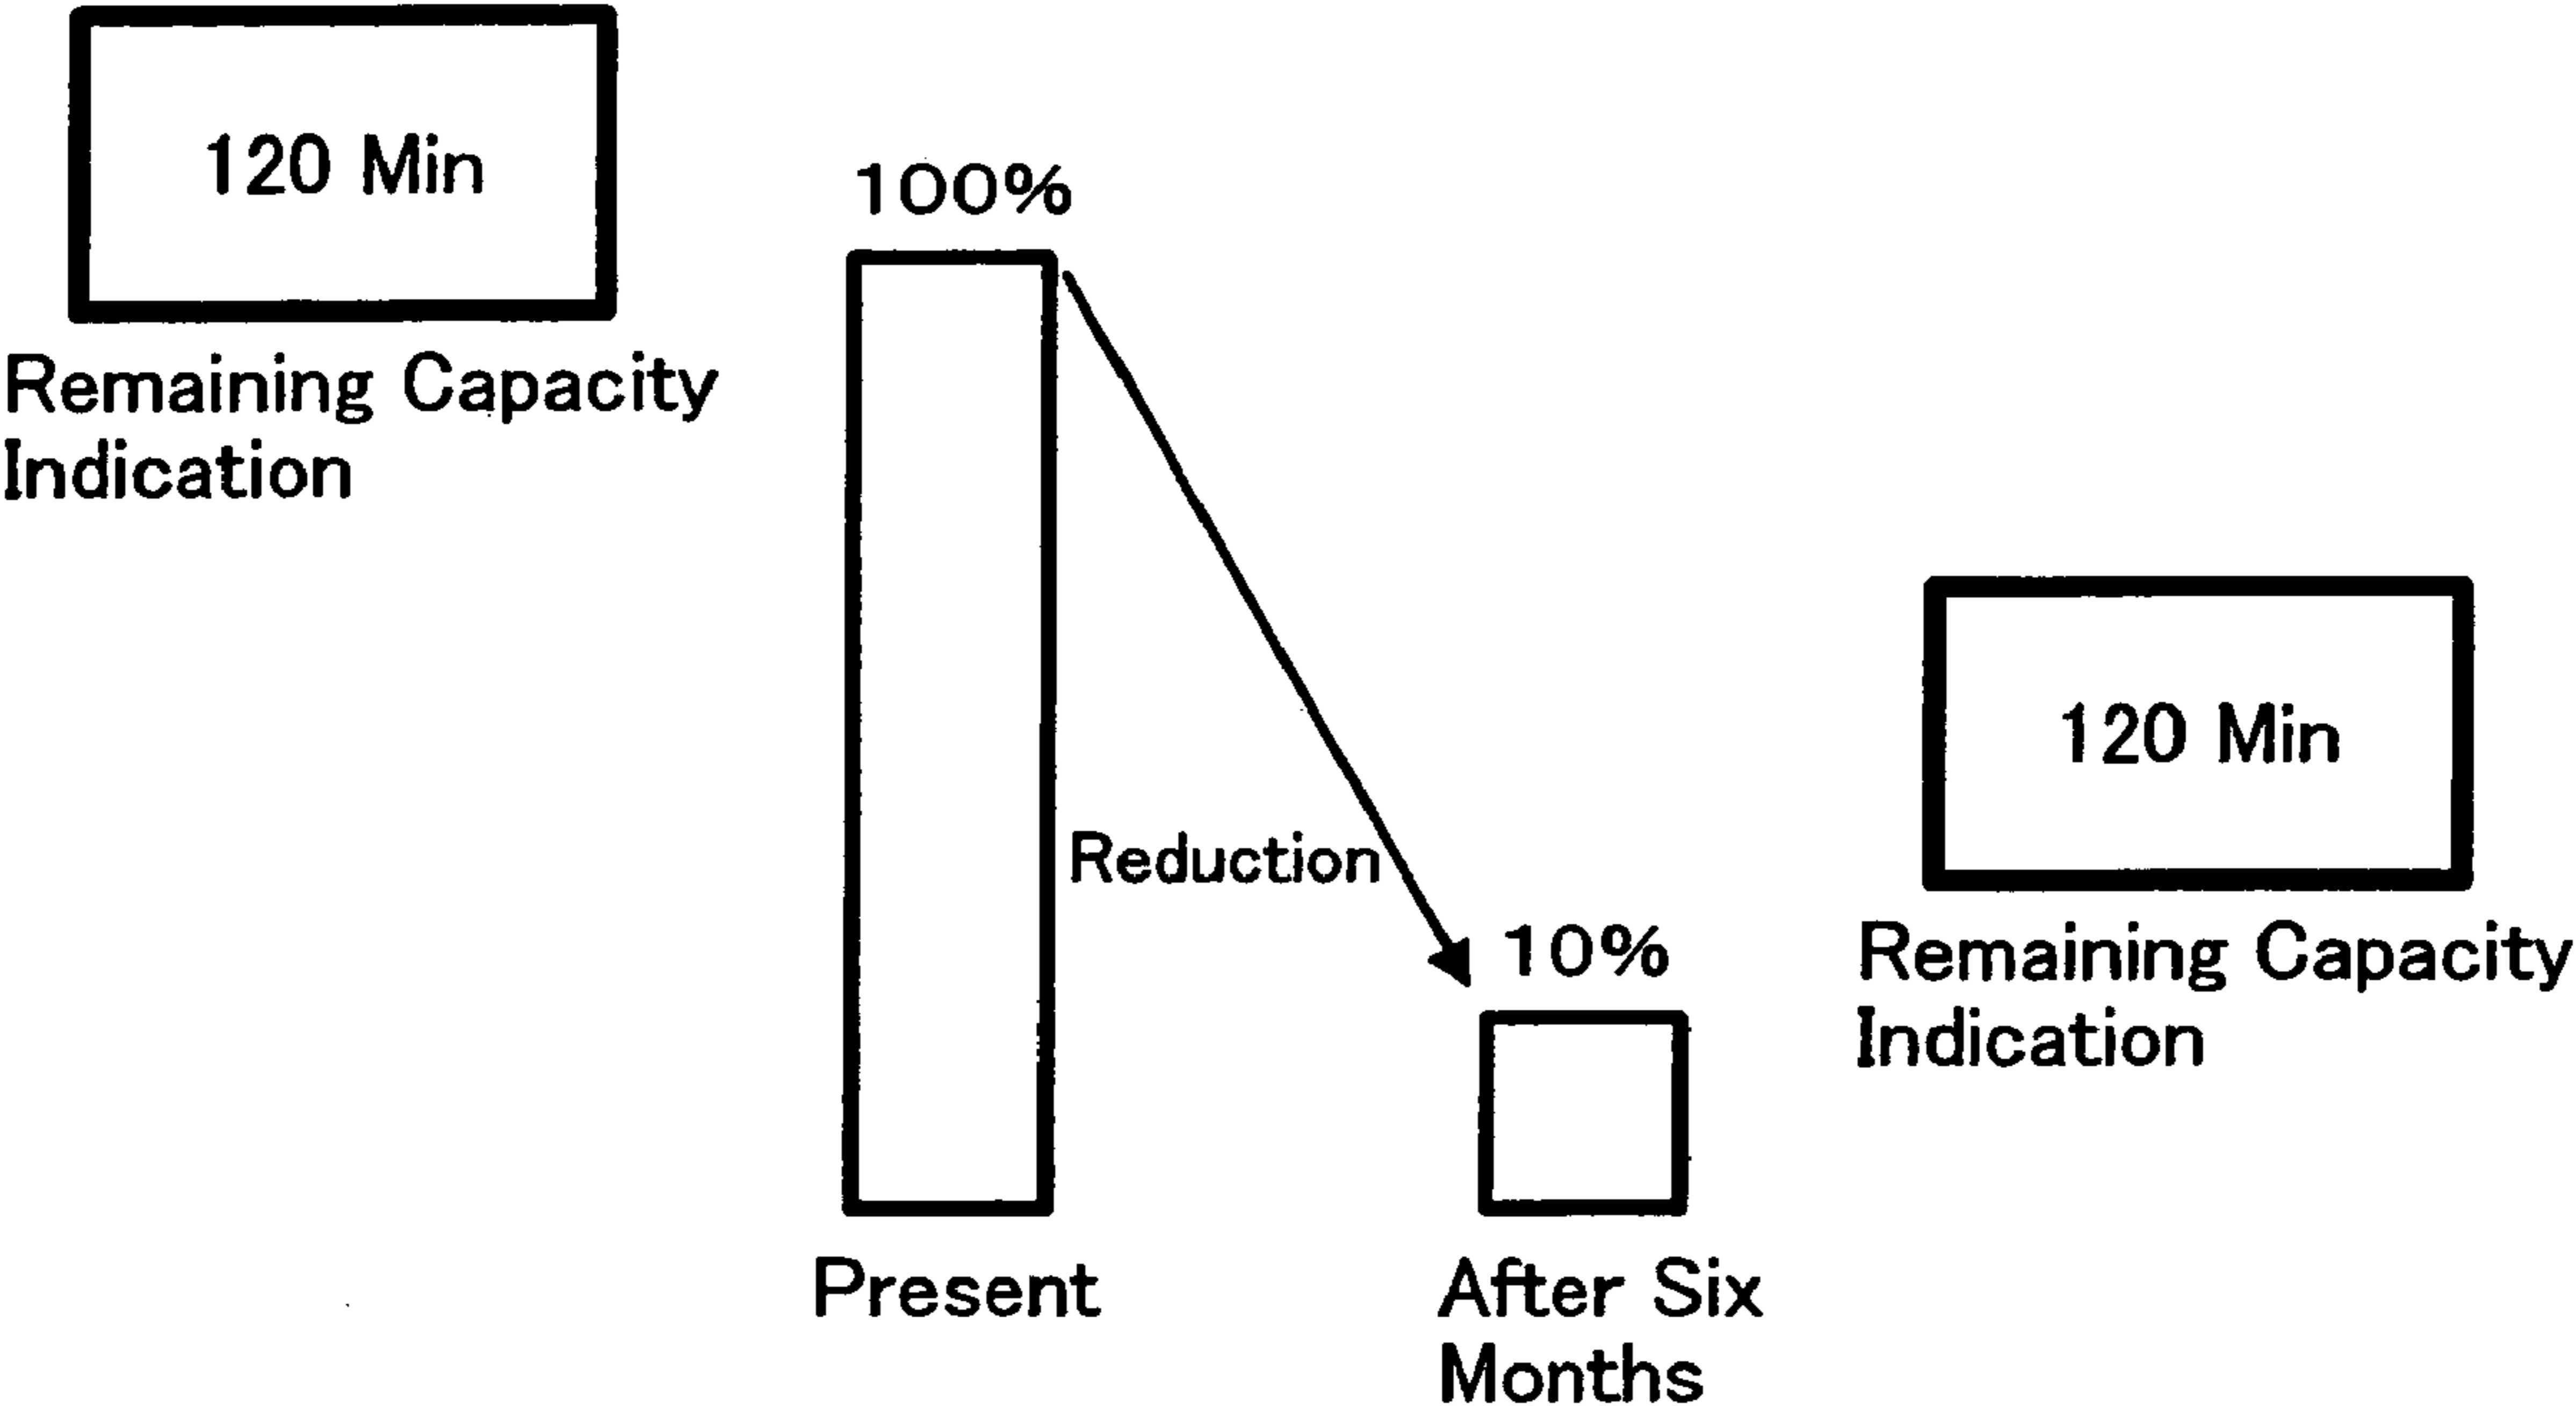 120 Min
Remaining Capacity
Indication
100%
Reduction
10%
Present
After Six
Months
120 Min
Remaining Capacity
Indication